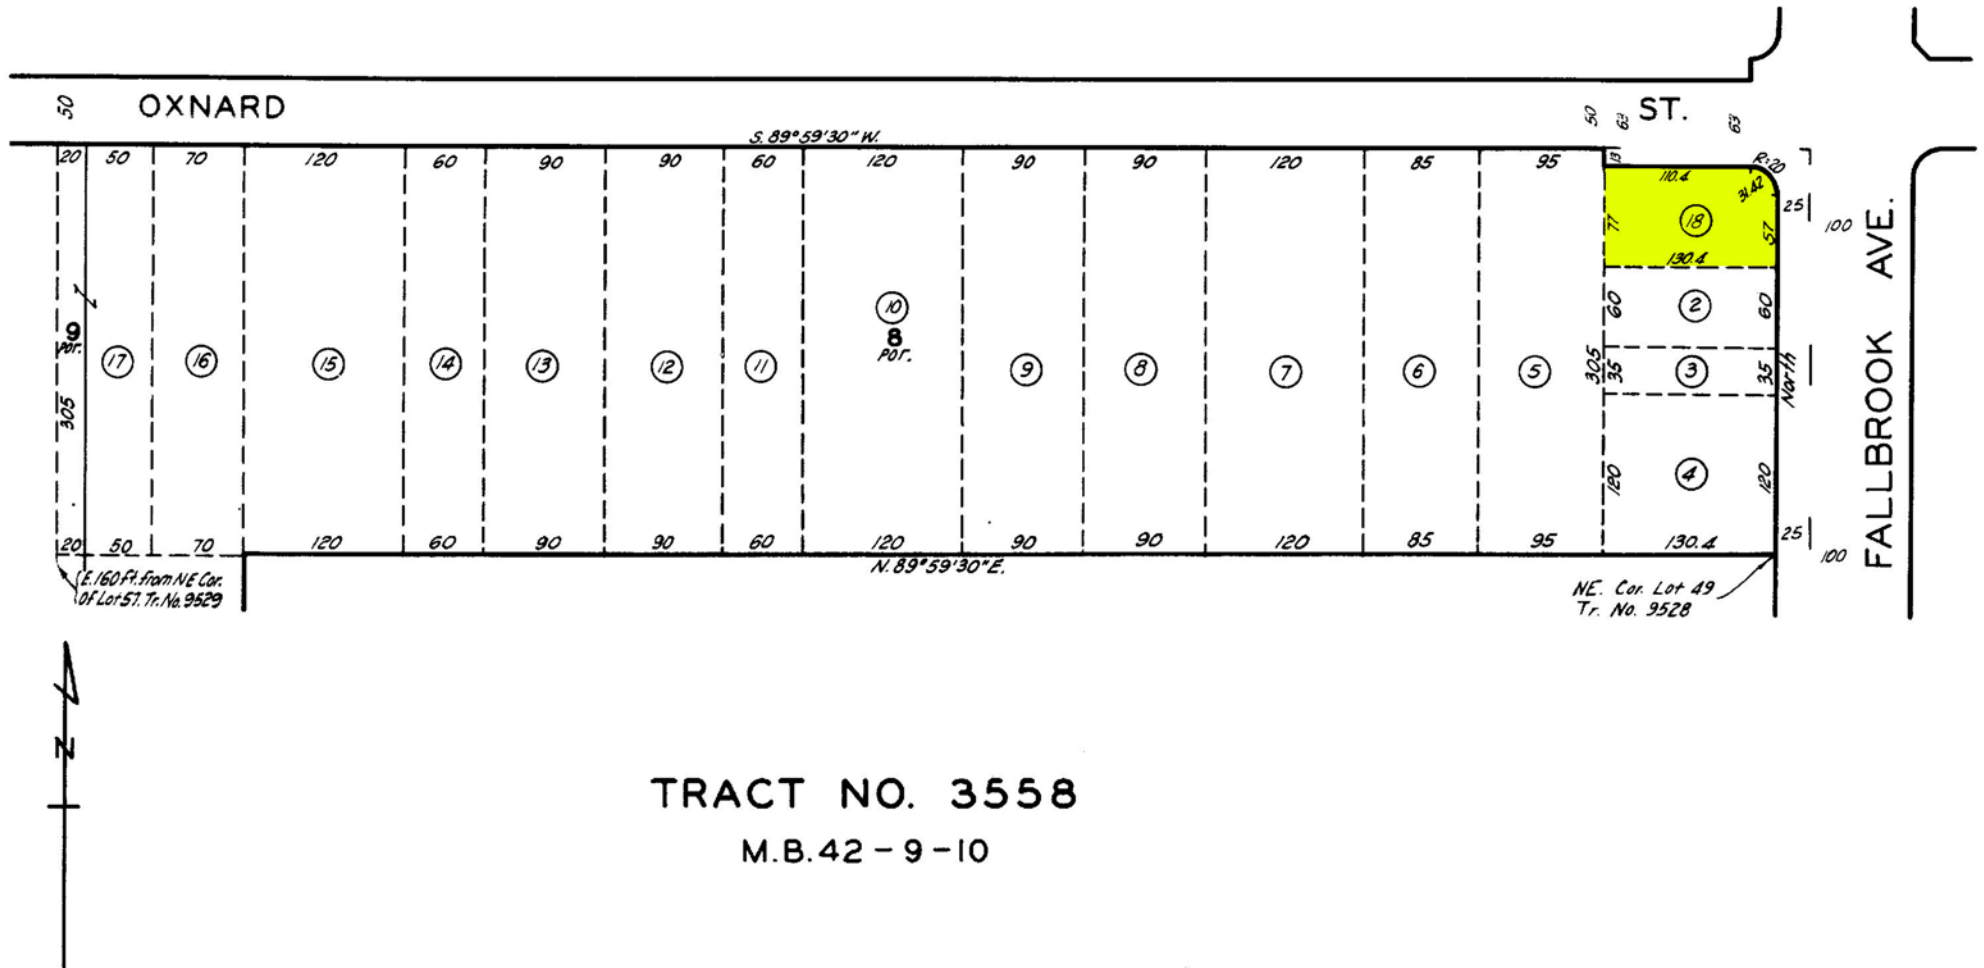 OXNARD ST.
50 50 63 63
S. 89°59'30" W.
20 50 70 120 60 90 90 60 120 90 90 120 85 95 13
R=20
110.4 31.42
25
77 18 57
100
130.4
60 2 60
10
9 8
POR. POR.
17 16 15 14 13 12 11 9 8 7 6 5 305 35 3 35 North
305
120 4 120
FALLBROOK AVE.
20 50 70 120 60 90 90 60 120 90 90 120 85 95 130.4 25
100
N. 89°59'30" E.
E. 160 Ft. from NE Cor.
Of Lot 57. Tr. No. 9529
NE. Cor. Lot 49
Tr. No. 9528
N
TRACT NO. 3558
M.B. 42-9-10